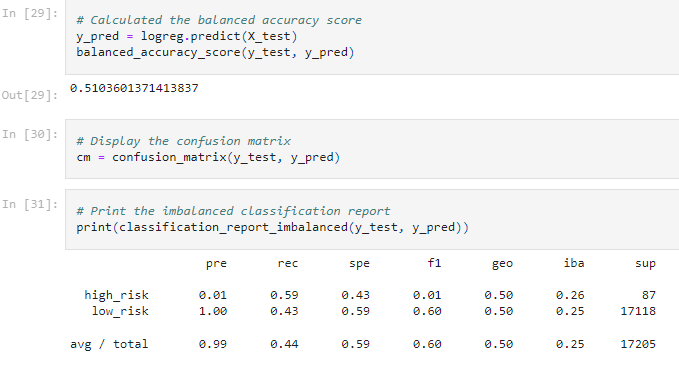 In [29]:
# Calculated the balanced accuracy score
y_pred = logreg.predict(X_test)
balanced_accuracy_score(y_test, y_pred)
Out[29]: 0.5103601371413837
In [30]:
# Display the confusion matrix
cm = confusion_matrix(y_test, y_pred)
In [31]:
# Print the imbalanced classification report
print(classification_report_imbalanced(y_test, y_pred))
pre rec spe f1 geo iba sup
high_risk 0.01 0.59 0.43 0.01 0.50 0.26 87
low_risk 1.00 0.43 0.59 0.60 0.50 0.25 17118
avg / total 0.99 0.44 0.59 0.60 0.50 0.25 17205